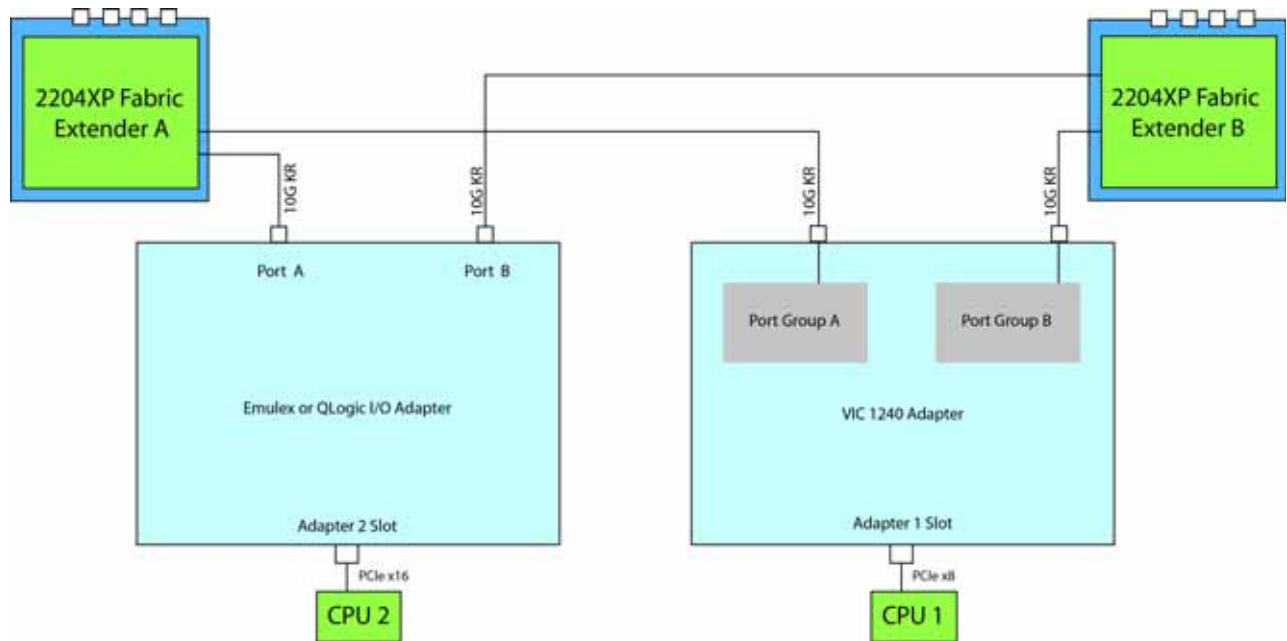 2204XP Fabric
Extender A
2204XP Fabric
Extender B
10G KR
10G KR
10G KR
10G KR
Port A
Port B
Port Group A
Port Group B
Emulex or QLogic I/O Adapter
VIC 1240 Adapter
Adapter 2 Slot
Adapter 1 Slot
PCIe x16
PCIe x8
CPU 2
CPU 1